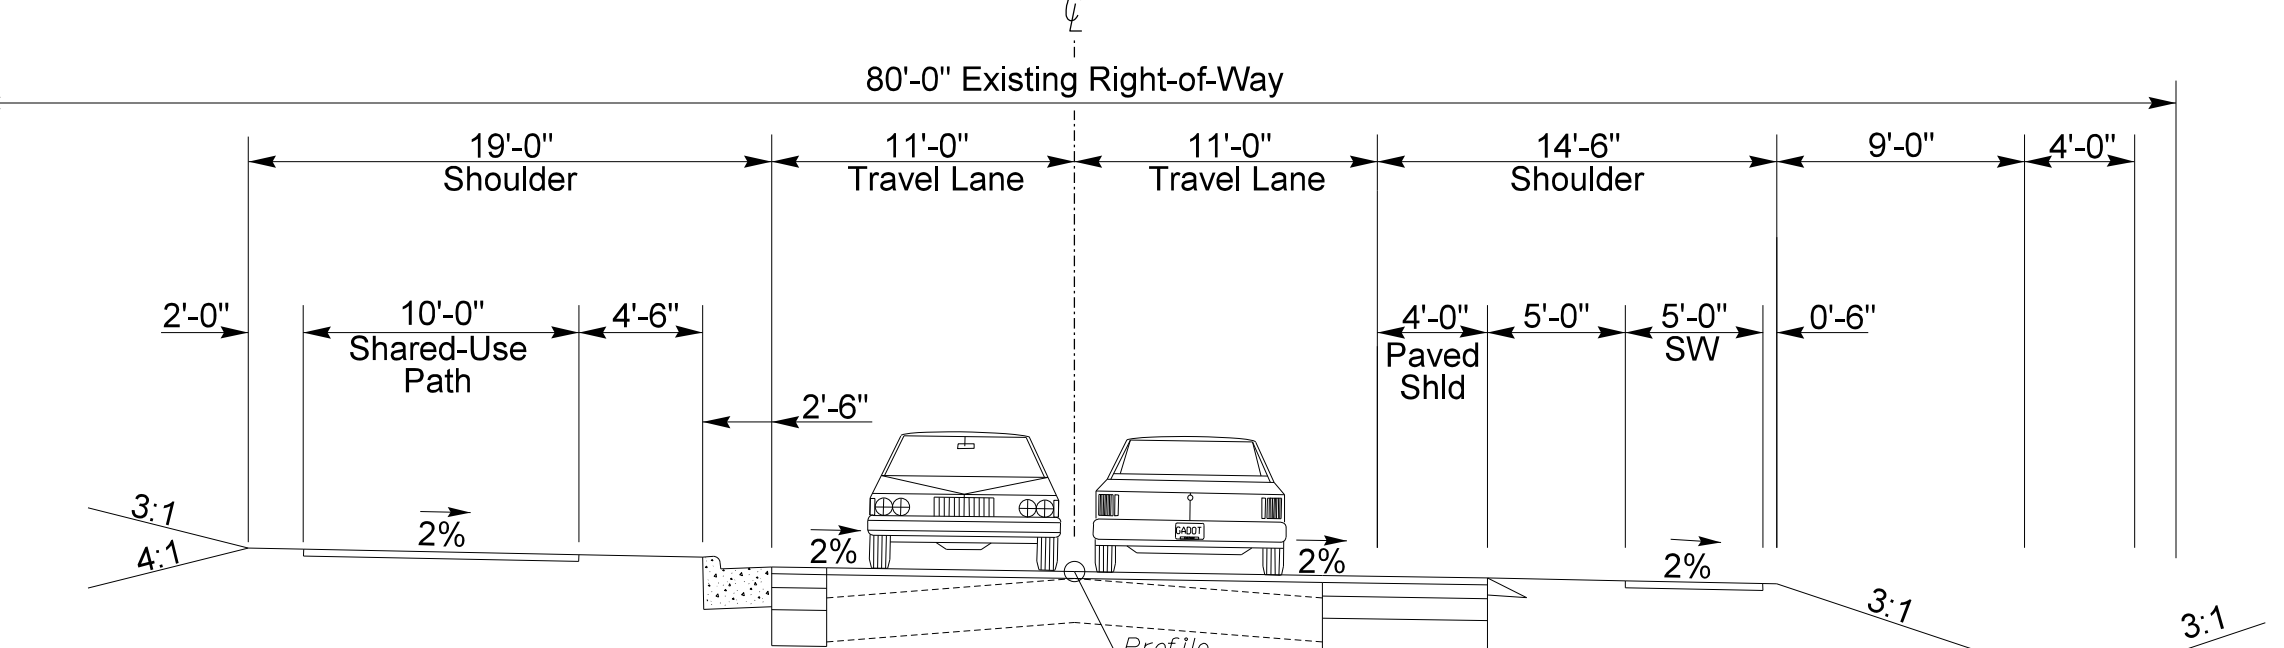 ℄
80'-0" Existing Right-of-Way
19'-0"
Shoulder
11'-0"
Travel Lane
11'-0"
Travel Lane
14'-6"
Shoulder
9'-0"
4'-0"
2'-0"
10'-0"
Shared-Use
Path
4'-6"
2'-6"
4'-0"
Paved
Shld
5'-0"
5'-0"
SW
0'-6"
3:1
4:1
2%
2%
GADOT
2%
2%
3:1
3:1
Profile